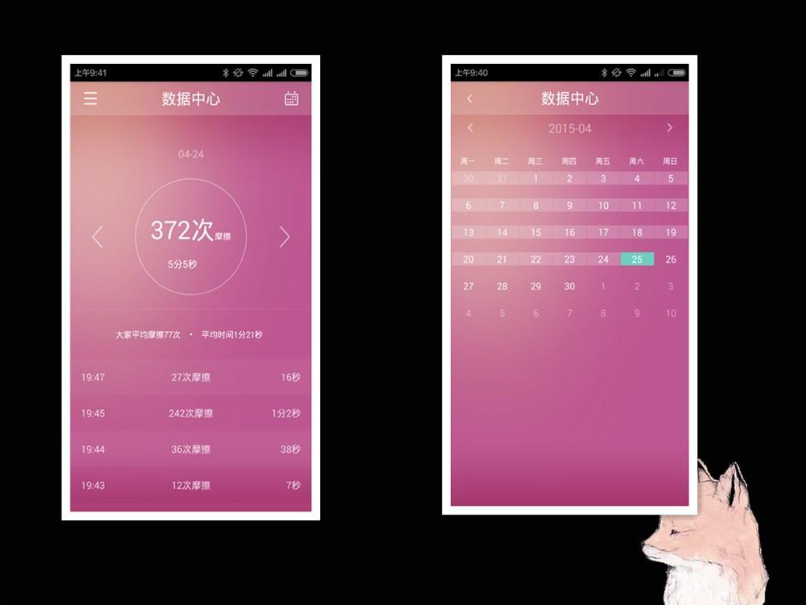 上午9:41
数据中心
04-24
372次摩擦
5分5秒
大家平均摩擦77次 • 平均时间1分21秒
19:47 27次摩擦 16秒
19:45 242次摩擦 1分2秒
19:44 36次摩擦 38秒
19:43 12次摩擦 7秒
上午9:40
数据中心
2015-04
周一 周二 周三 周四 周五 周六 周日
30 31 1 2 3 4 5
6 7 8 9 10 11 12
13 14 15 16 17 18 19
20 21 22 23 24 25 26
27 28 29 30 1 2 3
4 5 6 7 8 9 10